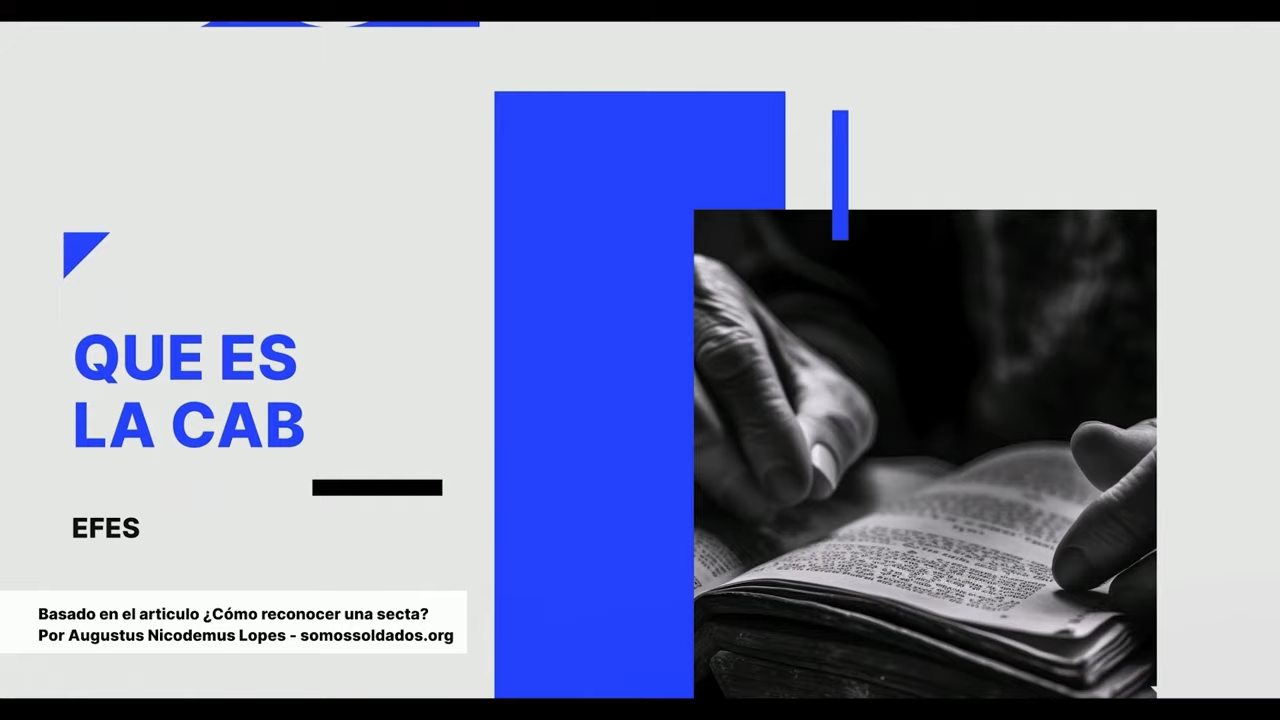 QUE ES
LA CAB
EFES
Basado en el articulo ¿Cómo reconocer una secta?
Por Augustus Nicodemus Lopes - somossoldados.org